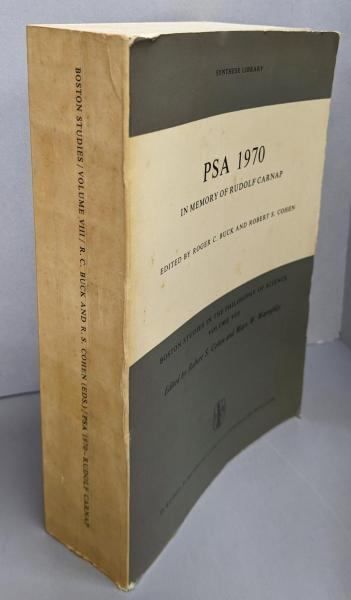 BOSTON STUDIES / VOLUME VIII / R. C. BUCK AND R. S. COHEN (EDS.) / PSA 1970 - RUDOLF CARNAP
SYNTHESE LIBRARY
PSA 1970
IN MEMORY OF RUDOLF CARNAP
EDITED BY ROGER C. BUCK AND ROBERT S. COHEN
BOSTON STUDIES IN THE PHILOSOPHY OF SCIENCE
VOLUME VIII
Edited by Robert S. Cohen and Marx W. Wartofsky